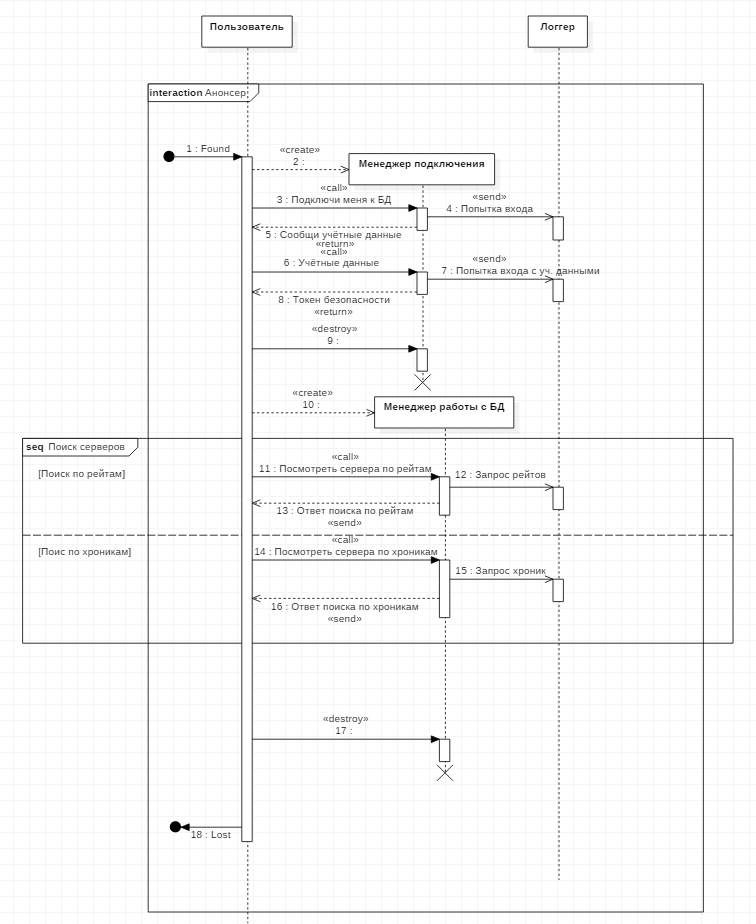 Пользователь
Логгер
interaction Анонсер
1 : Found
«create»
2 :
Менеджер подключения
«call»
3 : Подключи меня к БД
«send»
4 : Попытка входа
5 : Сообщи учётные данные
«return»
«call»
6 : Учётные данные
«send»
7 : Попытка входа с уч. данными
8 : Токен безопасности
«return»
«destroy»
9 :
«create»
10 :
Менеджер работы с БД
seq Поиск серверов
[Поиск по рейтам]
«call»
11 : Посмотреть сервера по рейтам
12 : Запрос рейтов
13 : Ответ поиска по рейтам
«send»
«call»
[Поис по хроникам]
14 : Посмотреть сервера по хроникам
15 : Запрос хроник
16 : Ответ поиска по хроникам
«send»
«destroy»
17 :
18 : Lost